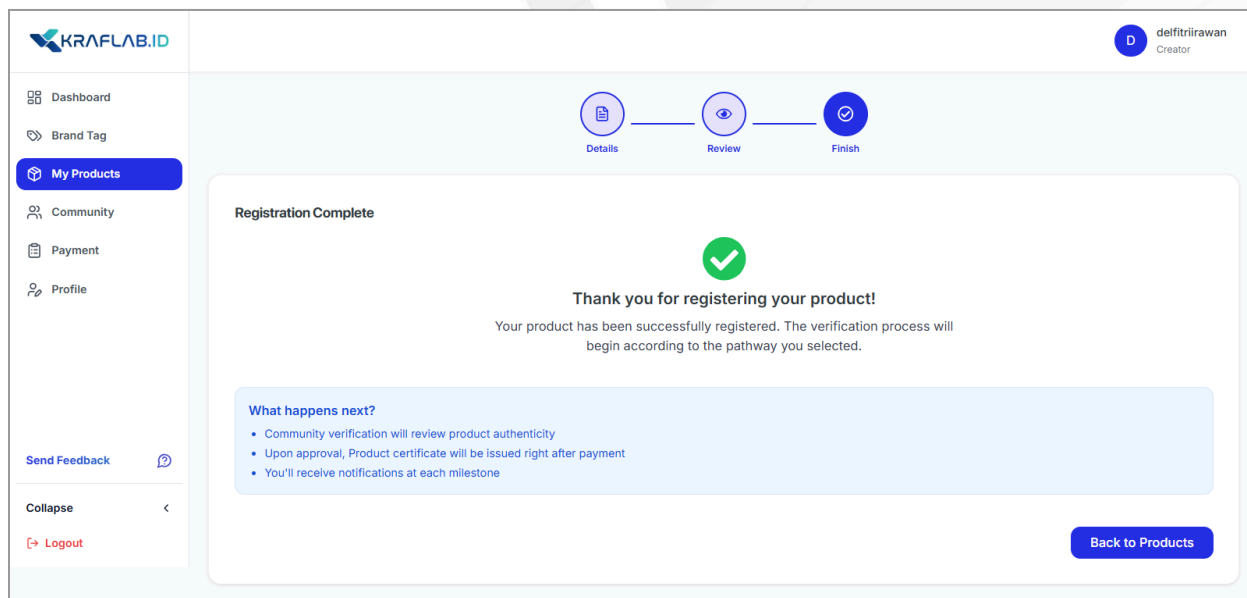 KRAFLAB.ID
D
delfitriirawan
Creator
Dashboard
Brand Tag
My Products
Community
Payment
Profile
Send Feedback
Collapse
Logout
Details
Review
Finish
Registration Complete
Thank you for registering your product!
Your product has been successfully registered. The verification process will
begin according to the pathway you selected.
What happens next?
• Community verification will review product authenticity
• Upon approval, Product certificate will be issued right after payment
• You'll receive notifications at each milestone
Back to Products